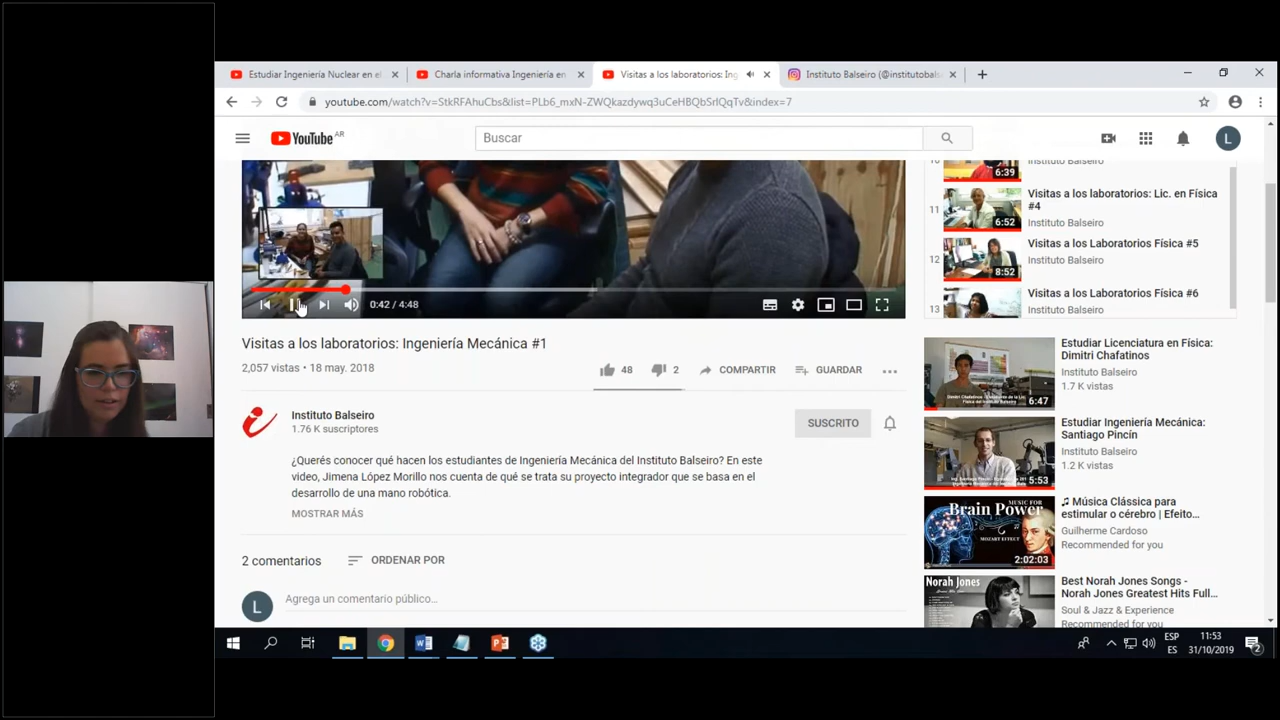 Estudiar Ingeniería Nuclear en el
Charla informativa Ingeniería en
Visitas a los laboratorios: Ing
Instituto Balseiro (@institutobals
youtube.com/watch?v=StkRFAhuCbs&list=PLb6_mxN-ZWQkazdywq3uCeHBQbSrIQqTv&index=7
YouTube AR
Buscar
L
6:39
Instituto Balseiro
11
6:52
Visitas a los laboratorios: Lic. en Física
#4
Instituto Balseiro
12
8:52
Visitas a los Laboratorios Física #5
Instituto Balseiro
13
Visitas a los Laboratorios Física #6
Instituto Balseiro
0:42 / 4:48
Visitas a los laboratorios: Ingeniería Mecánica #1
2,057 vistas • 18 may. 2018
48
2
COMPARTIR
GUARDAR
Instituto Balseiro
1.76 K suscriptores
SUSCRITO
¿Querés conocer qué hacen los estudiantes de Ingeniería Mecánica del Instituto Balseiro? En este
video, Jimena López Morillo nos cuenta de qué se trata su proyecto integrador que se basa en el
desarrollo de una mano robótica.
MOSTRAR MÁS
2 comentarios
ORDENAR POR
L
Agrega un comentario público...
6:47
Estudiar Licenciatura en Física:
Dimitri Chafatinos
Instituto Balseiro
1.7 K vistas
5:53
Estudiar Ingeniería Mecánica:
Santiago Pincín
Instituto Balseiro
1.2 K vistas
MUSIC FOR
Brain Power
MOZART EFFECT
2:02:03
♫ Música Clássica para
estimular o cérebro | Efeito...
Guilherme Cardoso
Recommended for you
Norah Jones
Best Norah Jones Songs -
Norah Jones Greatest Hits Full...
Soul & Jazz & Experience
Recommended for you
ESP
ES
11:53
31/10/2019
2